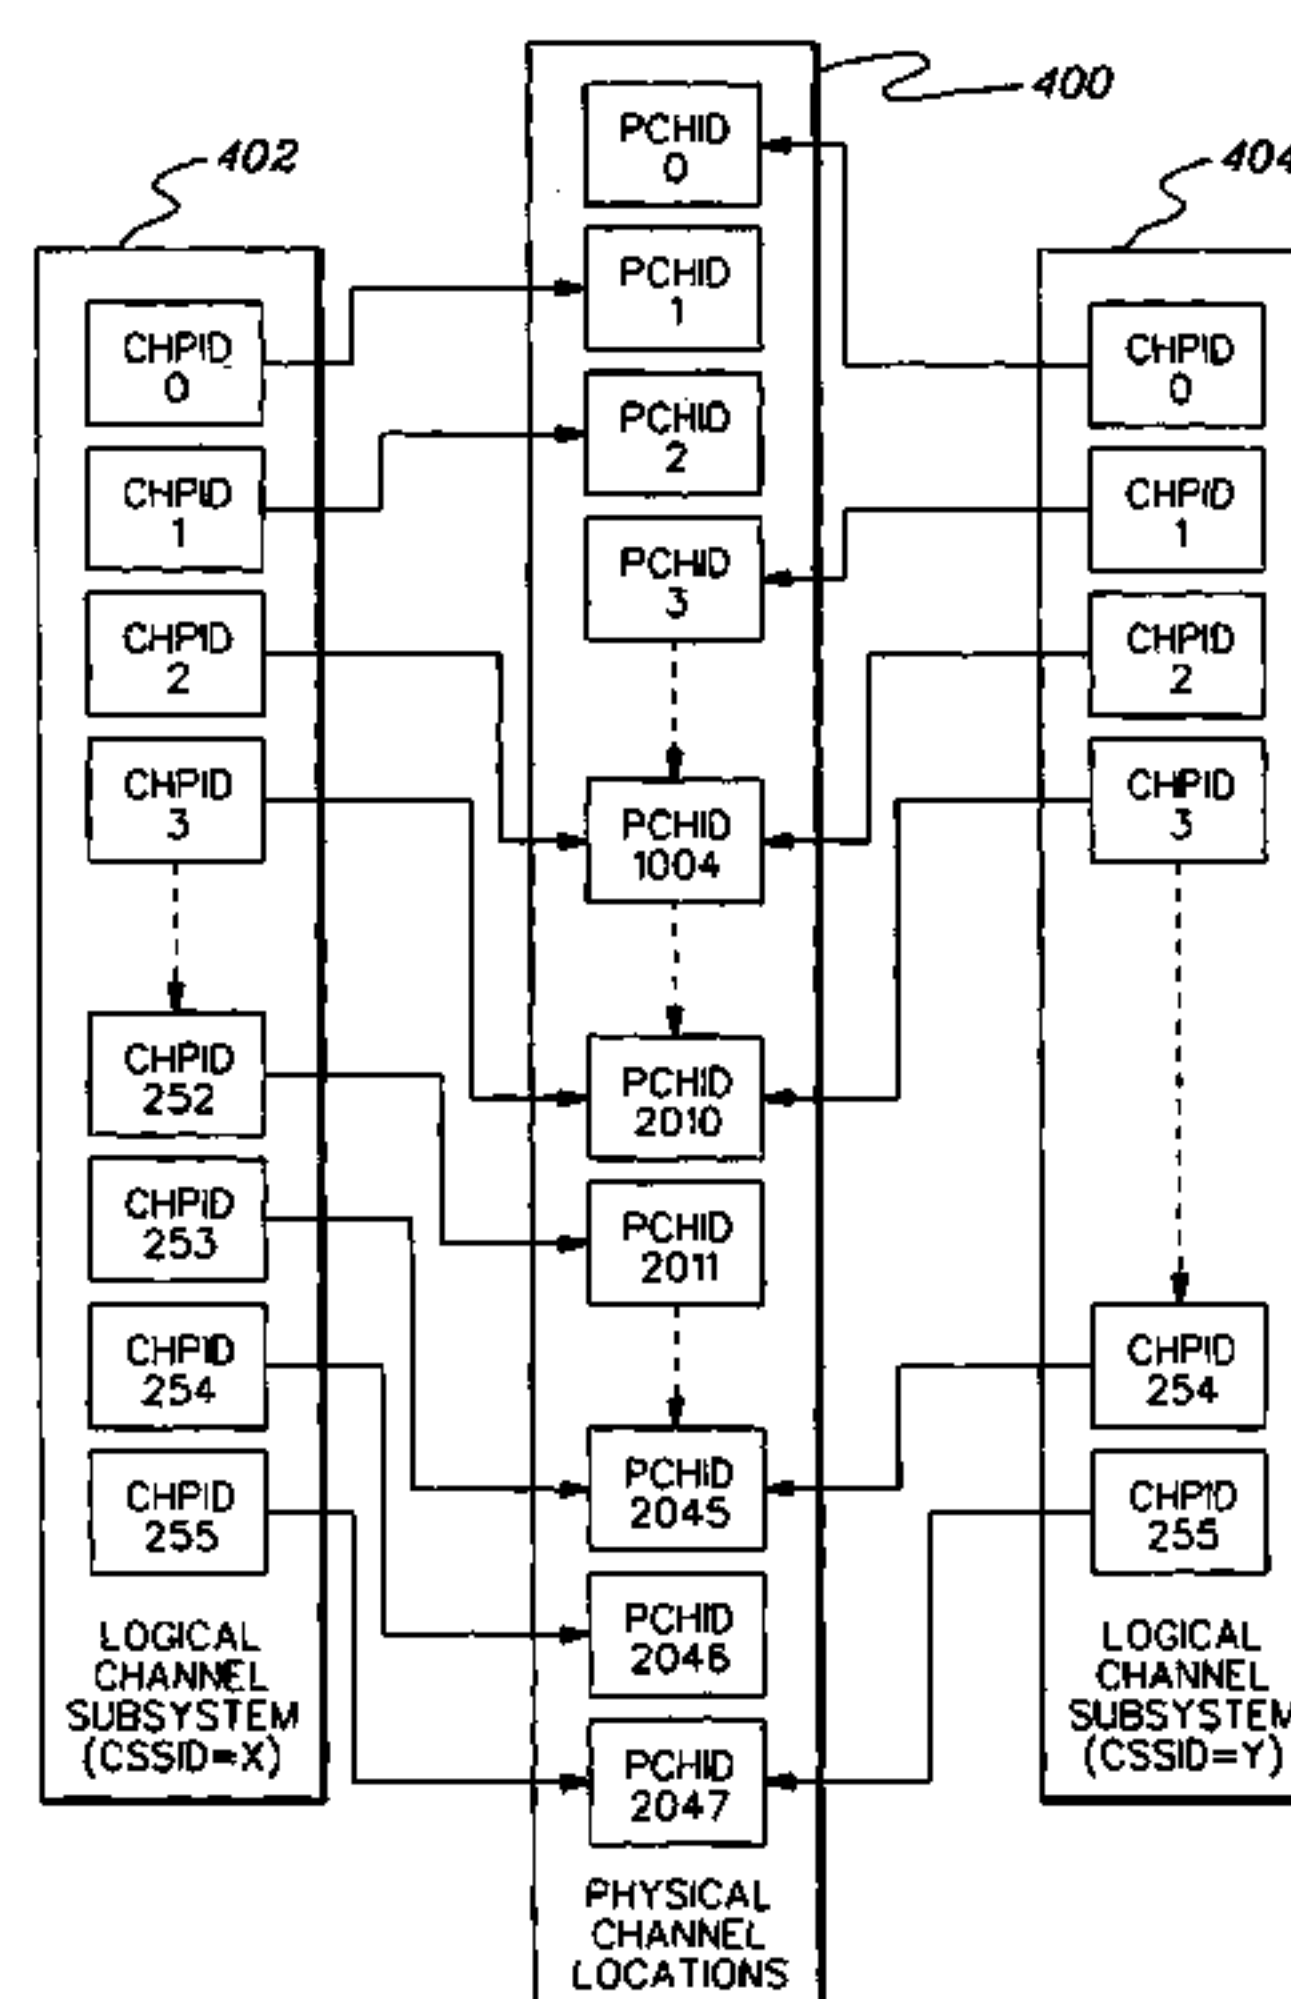 400
402
404
PCHID
0
PCHID
1
PCHID
2
PCHID
3
PCHID
1004
PCHID
2010
PCHID
2011
PCHID
2045
PCHID
2046
PCHID
2047
PHYSICAL
CHANNEL
LOCATIONS
CHPID
0
CHPID
1
CHPID
2
CHPID
3
CHPID
252
CHPID
253
CHPID
254
CHPID
255
LOGICAL
CHANNEL
SUBSYSTEM
(CSSID=X)
CHPID
0
CHPID
1
CHPID
2
CHPID
3
CHPID
254
CHPID
255
LOGICAL
CHANNEL
SUBSYSTEM
(CSSID=Y)